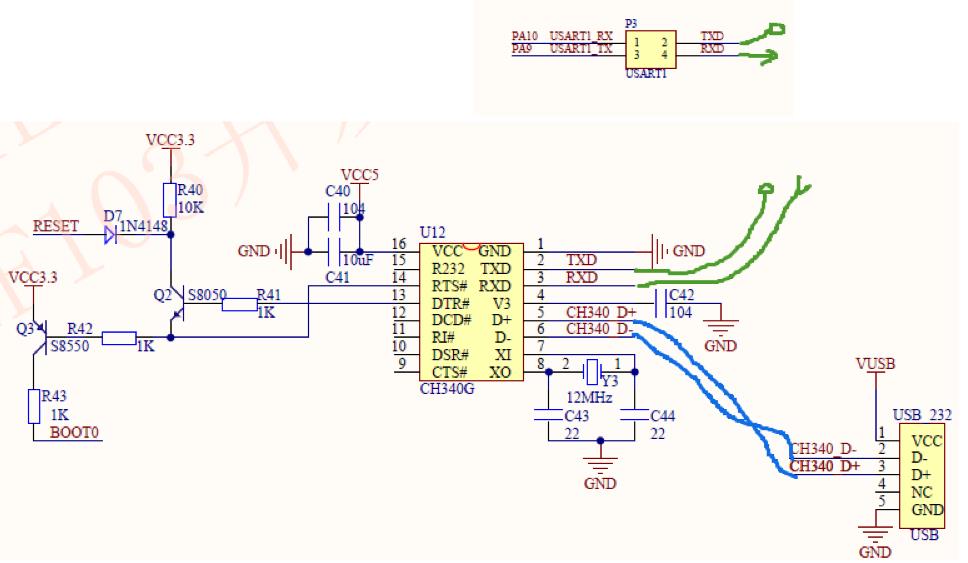 P3
PA10 USART1_RX 1 2 TXD
PA9 USART1_TX 3 4 RXD
USART1
F103开
VCC3.3
R40
10K
RESET
D7
1N4148
VCC5
C40
104
GND
10uF
C41
VCC3.3
Q2
S8050
R41
1K
Q3
S8550
R42
1K
R43
1K
BOOT0
U12
16 VCC GND 1 GND
15 R232 TXD 2 TXD
14 RTS# RXD 3 RXD
13 DTR# V3 4
12 DCD# D+ 5 CH340_D+
11 RI# D- 6 CH340_D-
10 DSR# XI 7
9 CTS# XO 8
CH340G
C42
104
GND
2 1
Y3
12MHz
C43
22
C44
22
GND
VUSB
USB_232
1 VCC
CH340_D- 2 D-
CH340_D+ 3 D+
4 NC
5 GND
USB
GND